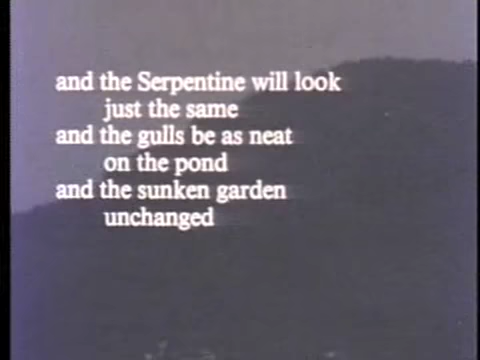 and the Serpentine will look
just the same
and the gulls be as neat
on the pond
and the sunken garden
unchanged